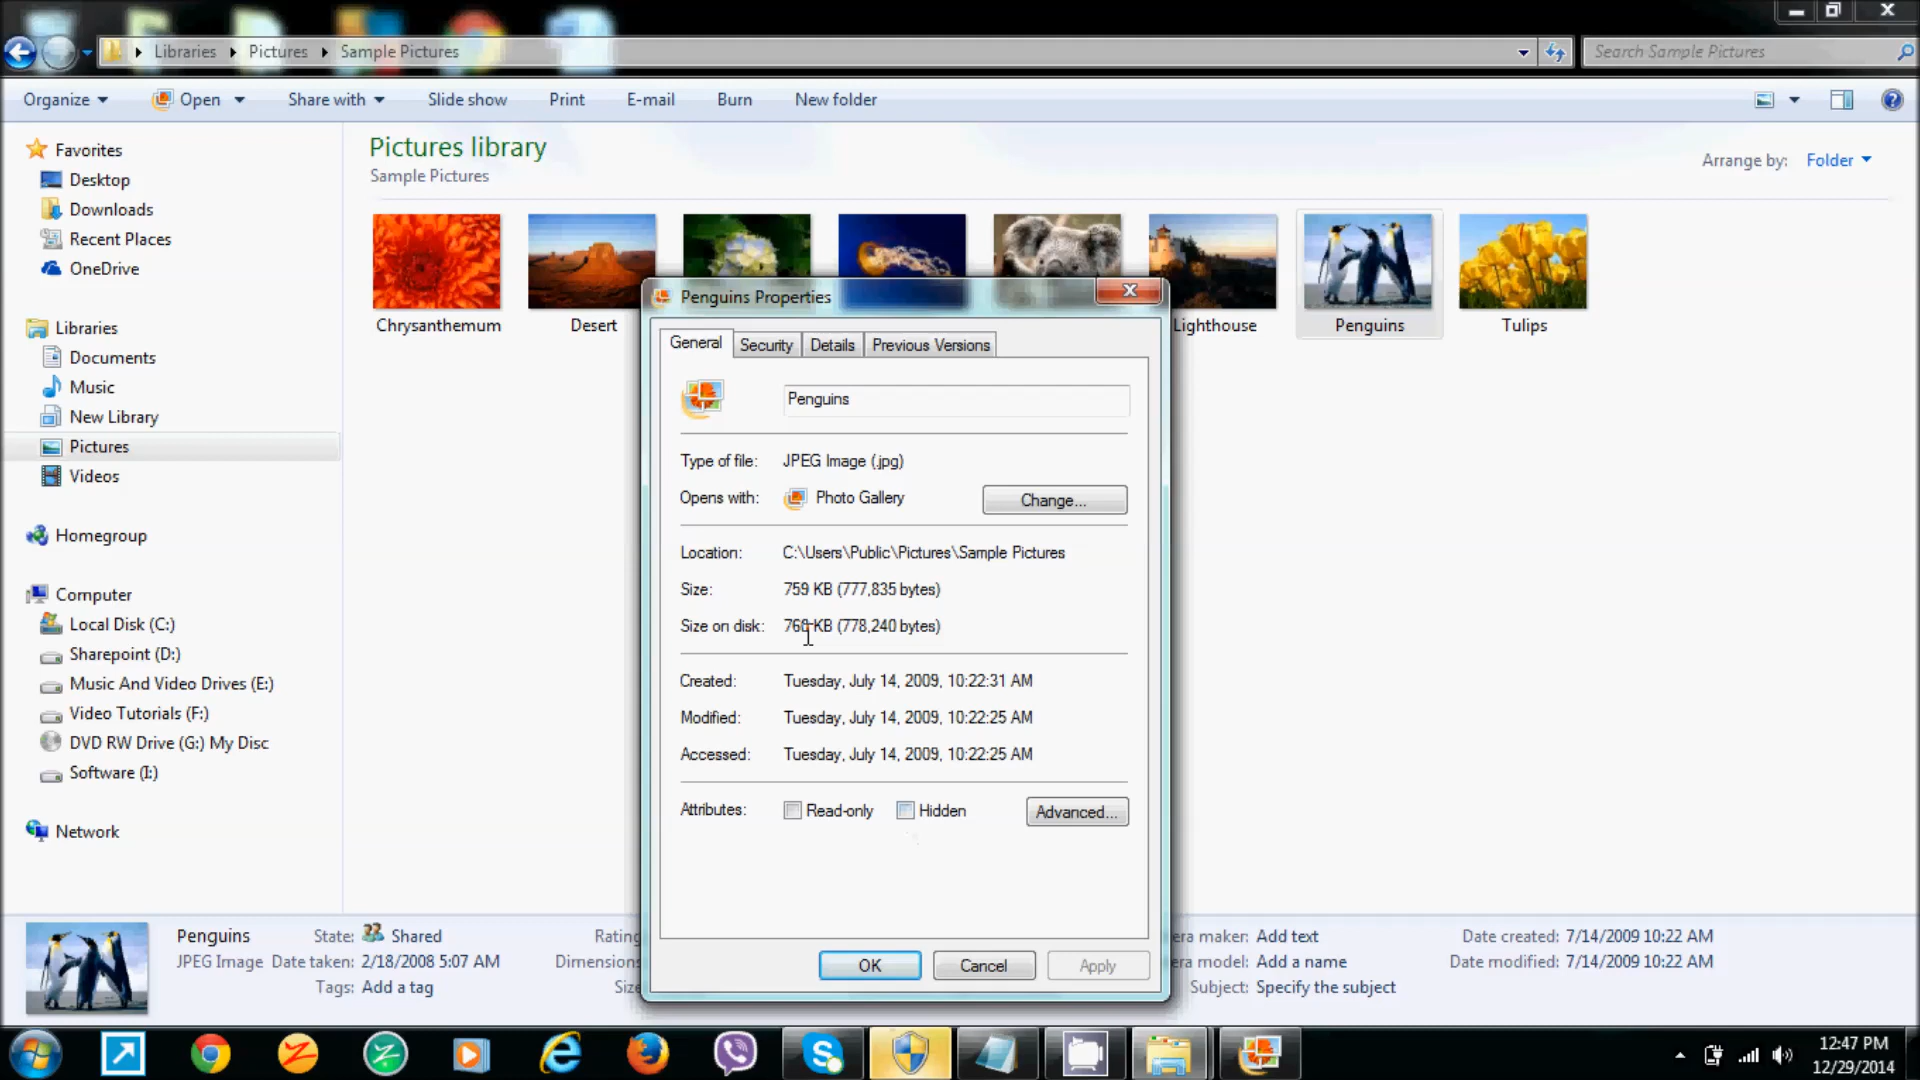 Libraries Pictures Sample Pictures
Search Sample Pictures
Organize Open Share with Slide show Print E-mail Burn New folder
Favorites
Desktop
Downloads
Recent Places
OneDrive
Libraries
Documents
Music
New Library
Pictures
Videos
Homegroup
Computer
Local Disk (C:)
Sharepoint (D:)
Music And Video Drives (E:)
Video Tutorials (F:)
DVD RW Drive (G:) My Disc
Software (I:)
Network
Pictures library
Sample Pictures
Arrange by: Folder
Chrysanthemum
Desert
Lighthouse
Penguins
Tulips
Penguins Properties
General Security Details Previous Versions
Penguins
Type of file: JPEG Image (.jpg)
Opens with: Photo Gallery Change...
Location: C:\Users\Public\Pictures\Sample Pictures
Size: 759 KB (777,835 bytes)
Size on disk: KB (778,240 bytes)
Created: Tuesday, July 14, 2009, 10:22:31 AM
Modified: Tuesday, July 14, 2009, 10:22:25 AM
Accessed: Tuesday, July 14, 2009, 10:22:25 AM
Attributes: Read-only Hidden Advanced...
OK Cancel Apply
Penguins State: Shared
JPEG Image Date taken: 2/18/2008 5:07 AM
Tags: Add a tag
Rating
Dimensions
maker: Add text
model: Add a name
Subject: Specify the subject
Date created: 7/14/2009 10:22 AM
Date modified: 7/14/2009 10:22 AM
12:47 PM
12/29/2014